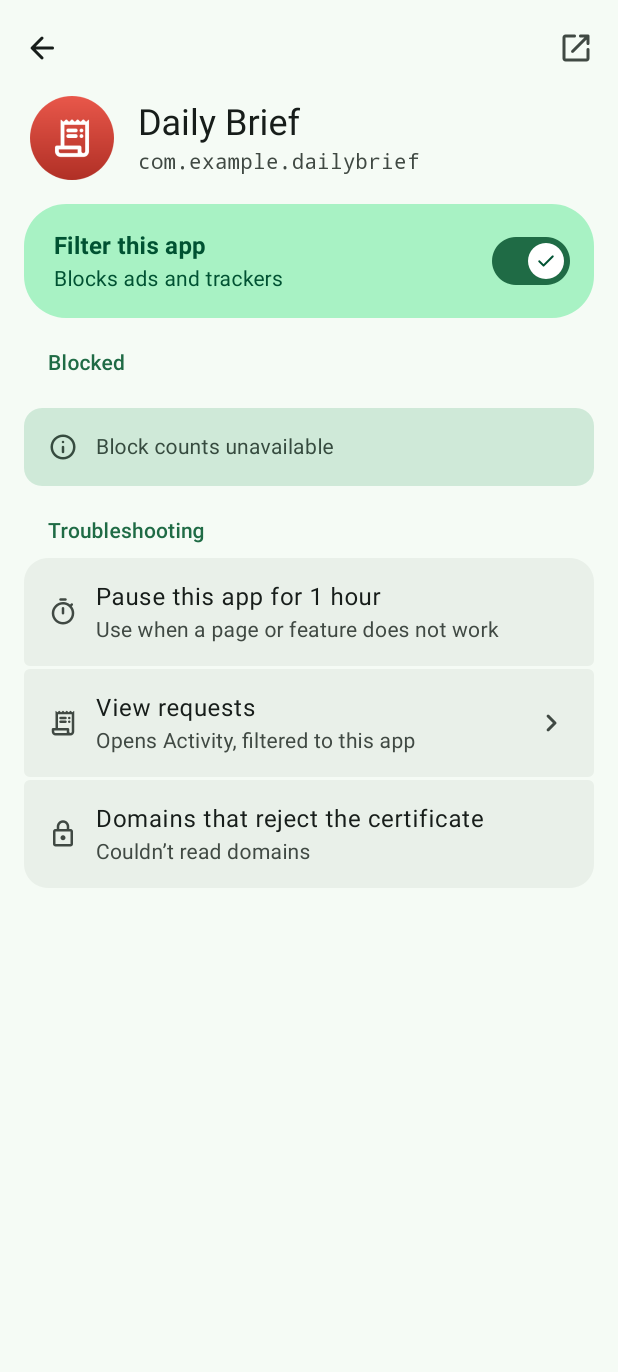 Daily Brief
com.example.dailybrief
Filter this app
Blocks ads and trackers
Blocked
Block counts unavailable
Troubleshooting
Pause this app for 1 hour
Use when a page or feature does not work
View requests
Opens Activity, filtered to this app
Domains that reject the certificate
Couldn’t read domains